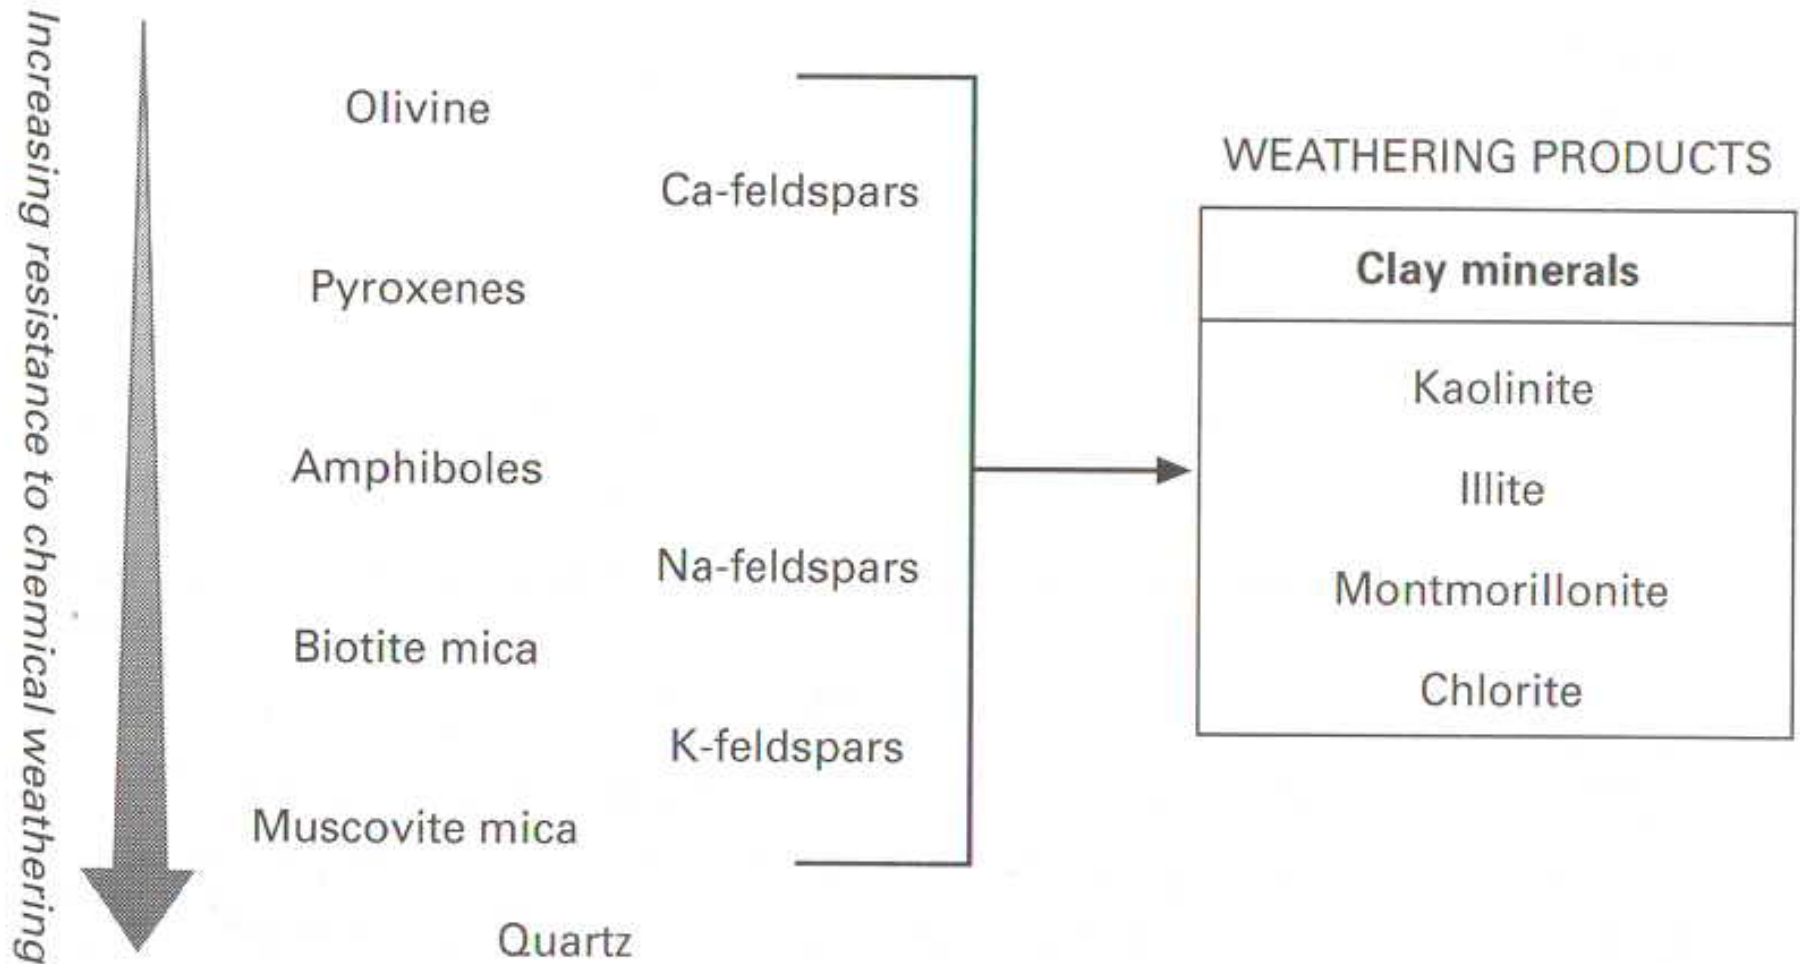 Increasing resistance to chemical weathering
Olivine
Ca-feldspars
Pyroxenes
Amphiboles
Na-feldspars
Biotite mica
K-feldspars
Muscovite mica
Quartz
WEATHERING PRODUCTS
Clay minerals
Kaolinite
Illite
Montmorillonite
Chlorite